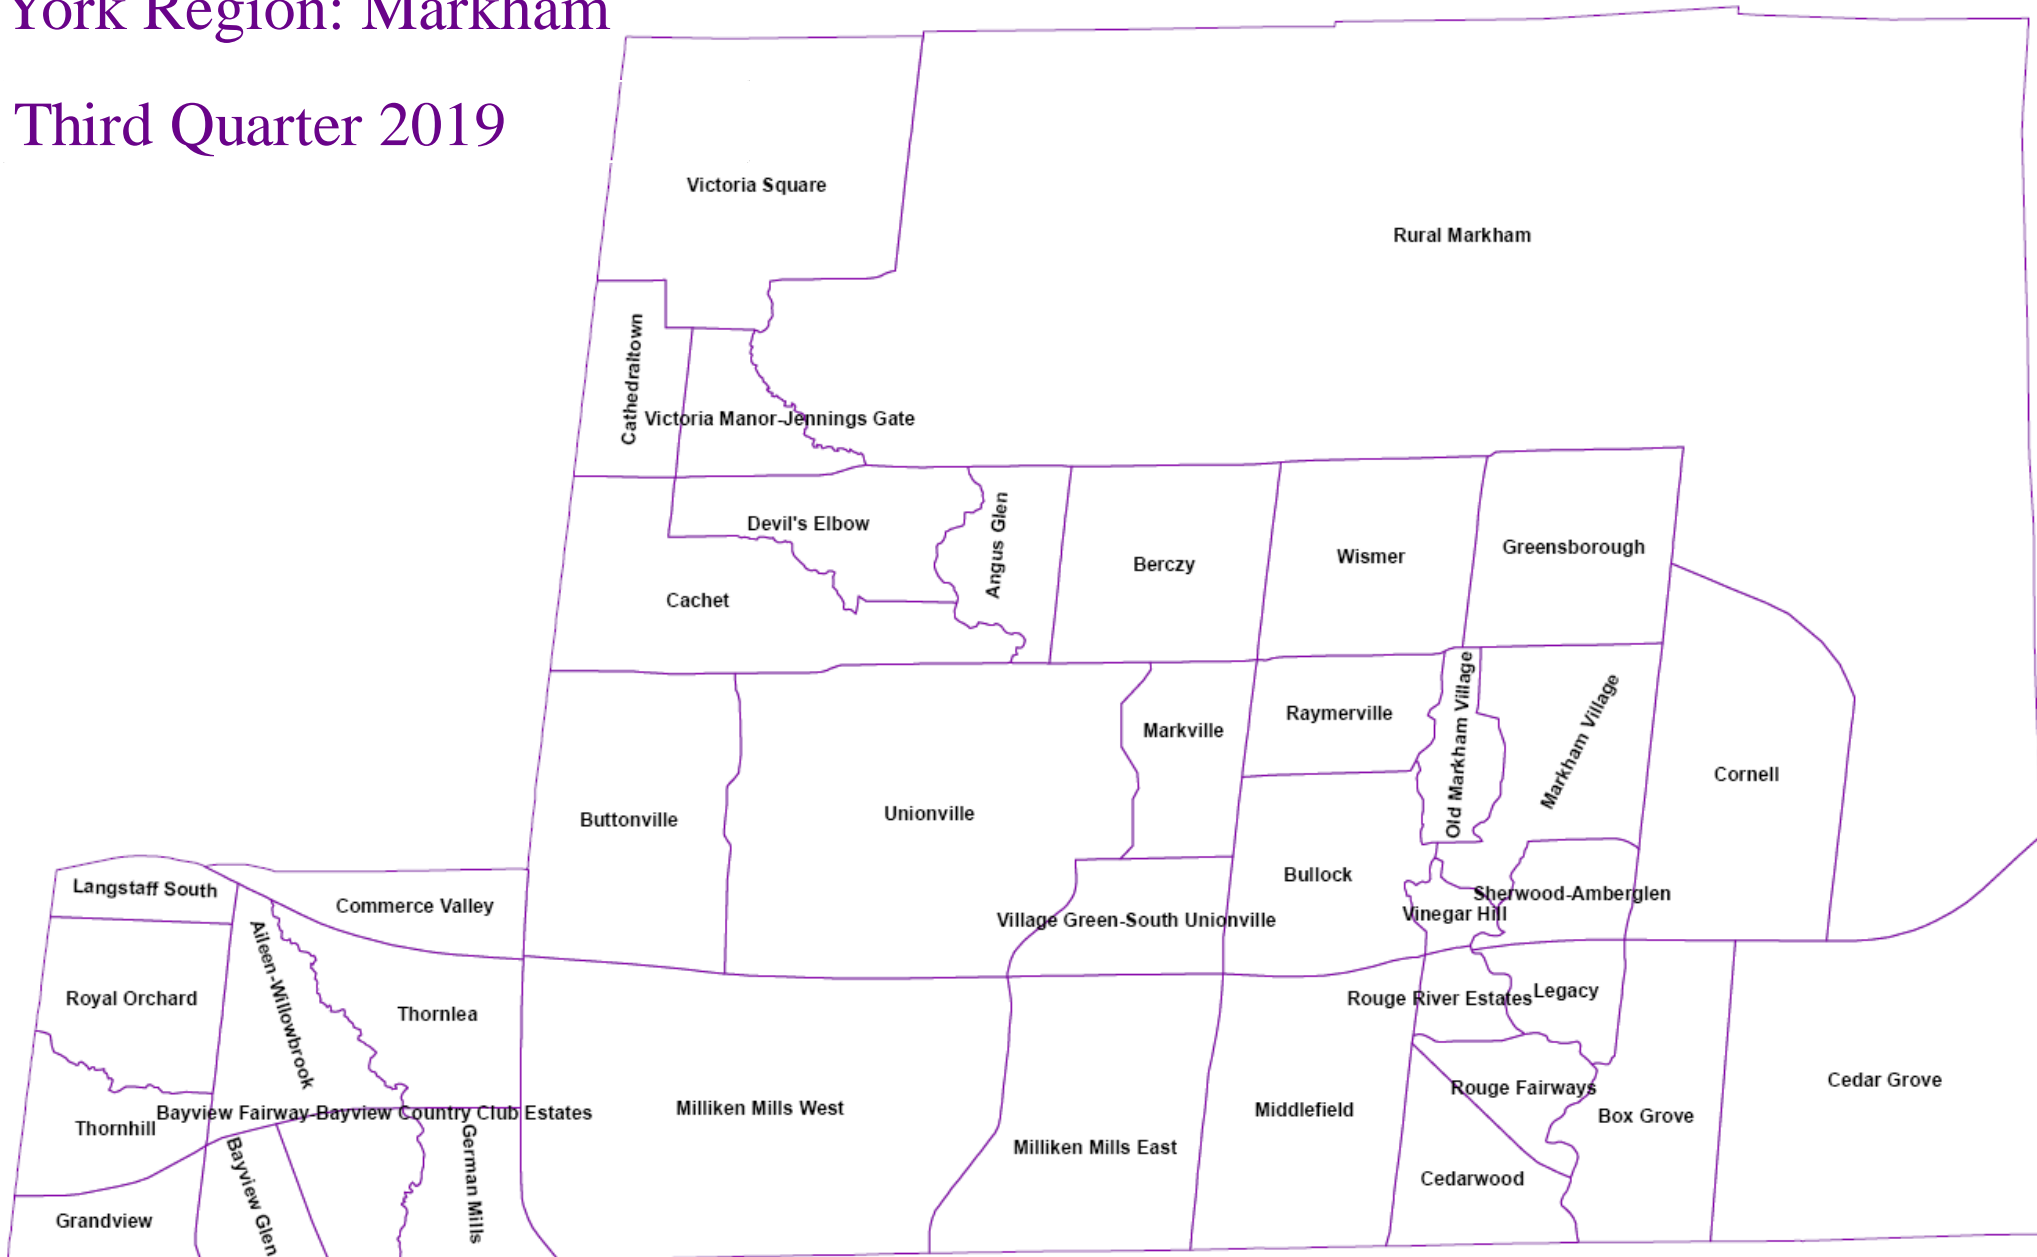 York Region: Markham
Third Quarter 2019
Victoria Square
Rural Markham
Cathedraltown
Victoria Manor-Jennings Gate
Devil's Elbow
Angus Glen
Berczy
Wismer
Greensborough
Cachet
Raymerville
Old Markham Village
Markham Village
Markville
Cornell
Unionville
Buttonville
Bullock
Langstaff South
Commerce Valley
Sherwood-Amberglen
Vinegar Hill
Village Green-South Unionville
Aileen-Willowbrook
Royal Orchard
Thornlea
Rouge River Estates
Legacy
Rouge Fairways
Cedar Grove
Milliken Mills West
Middlefield
Box Grove
Bayview Fairway-Bayview Country Club Estates
Thornhill
Milliken Mills East
German Mills
Bayview Glen
Cedarwood
Grandview